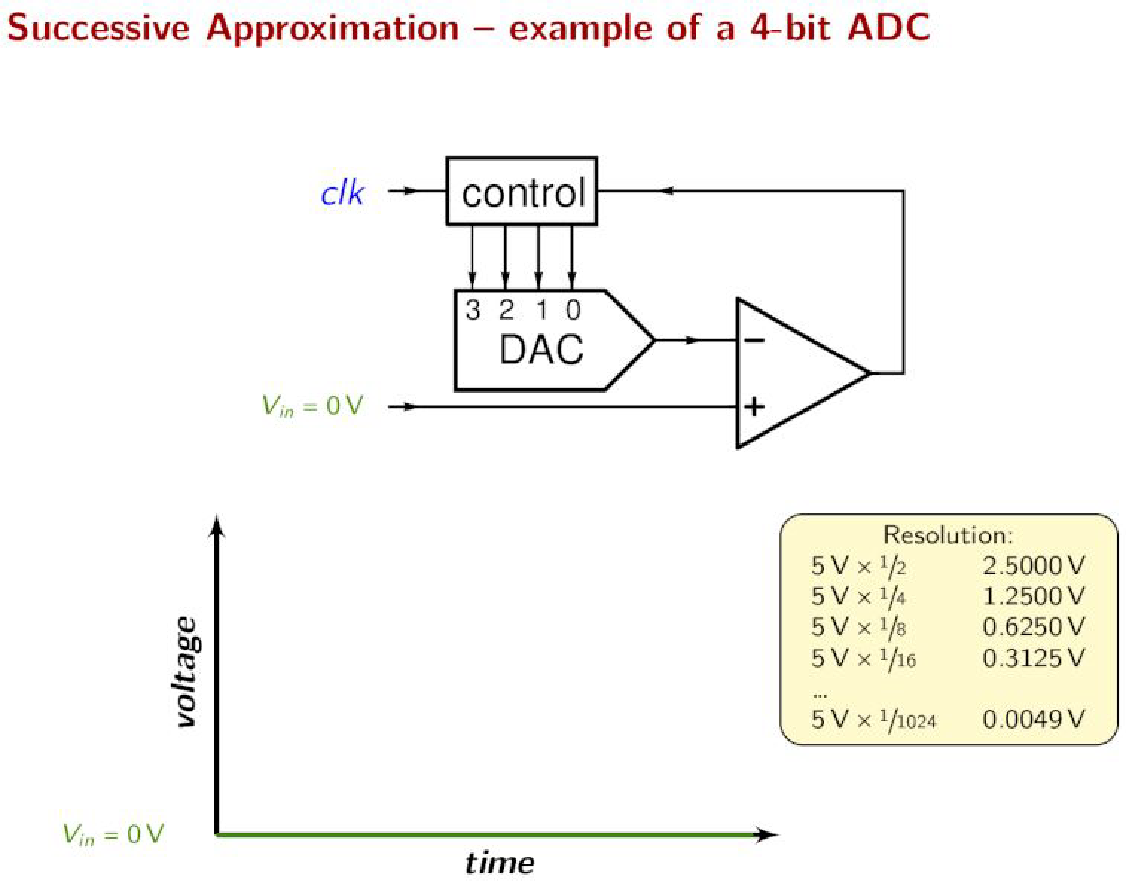 Successive Approximation – example of a 4-bit ADC
clk
control
3 2 1 0
DAC
−
+
V_in = 0 V
Resolution:
5 V × 1/2 2.5000 V
5 V × 1/4 1.2500 V
5 V × 1/8 0.6250 V
5 V × 1/16 0.3125 V
...
5 V × 1/1024 0.0049 V
voltage
V_in = 0 V
time